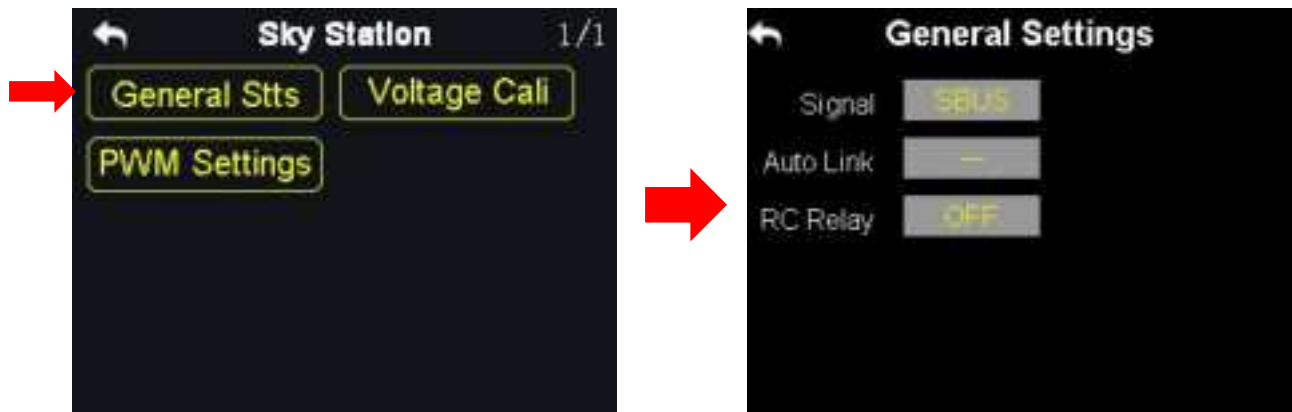 Sky Station 1/1
General Stts Voltage Cali
PWM Settings
General Settings
Signal SBUS
Auto Link ---
RC Relay OFF